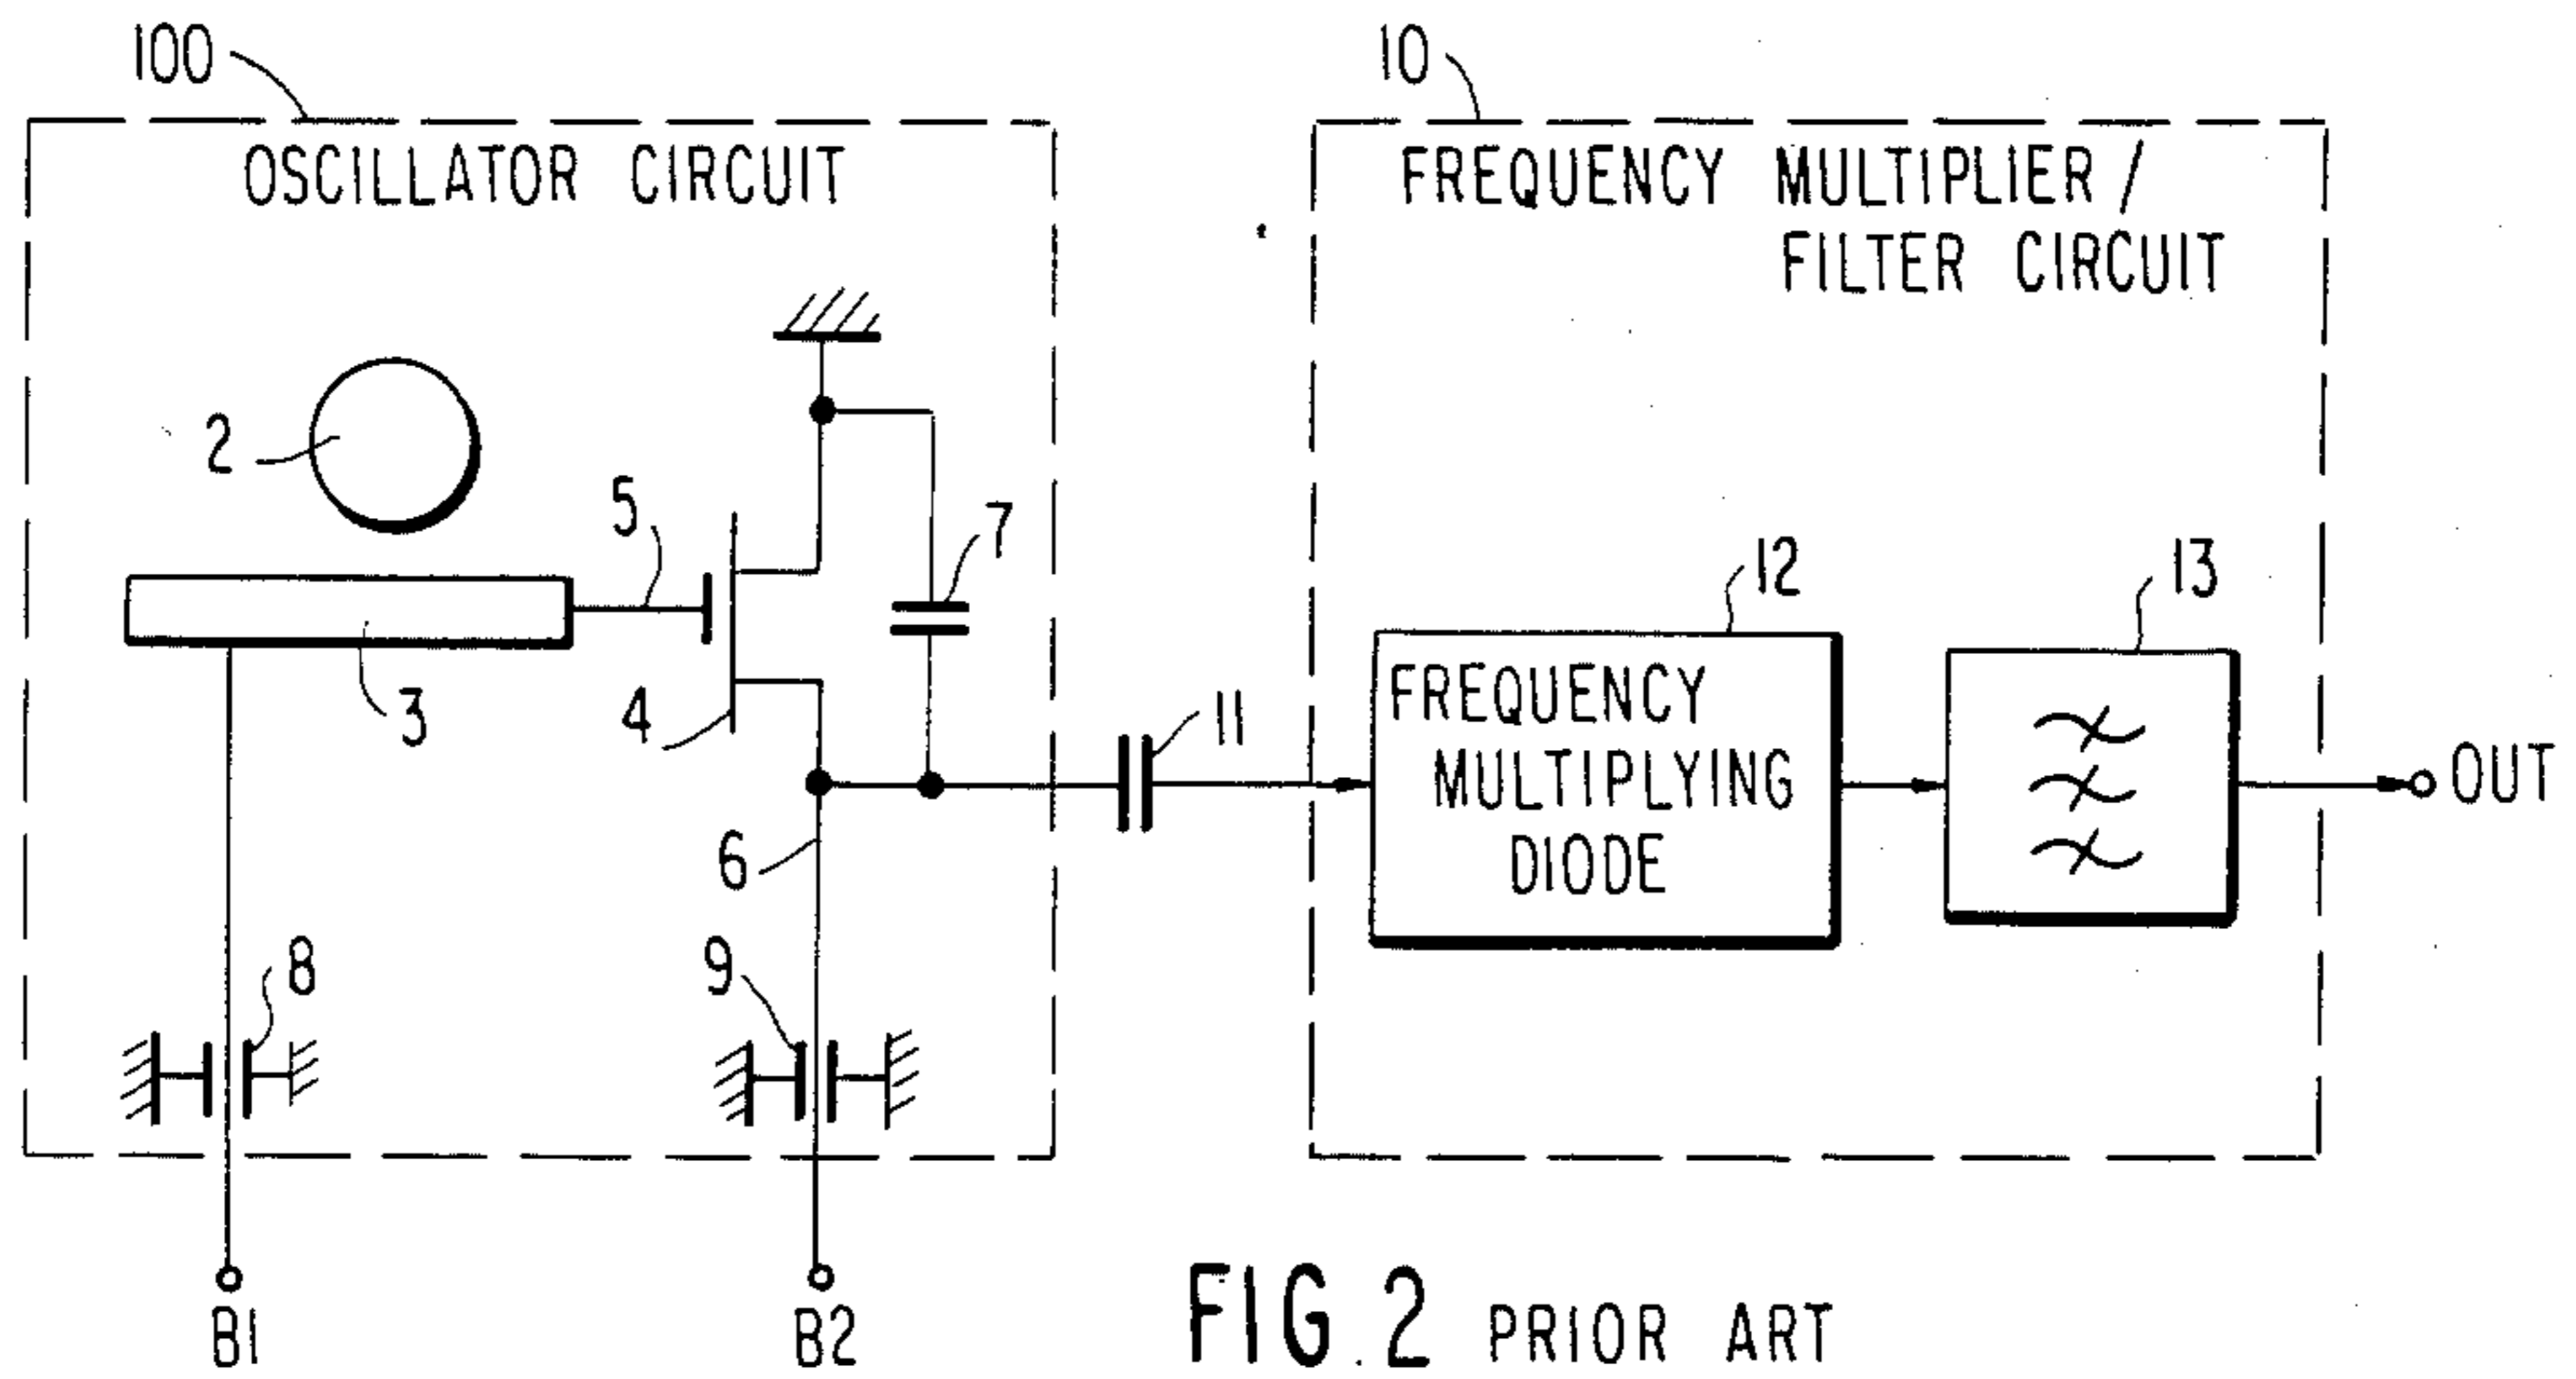 100
10
OSCILLATOR CIRCUIT
FREQUENCY MULTIPLIER /
FILTER CIRCUIT
2
5
7
3
4
12
13
FREQUENCY
MULTIPLYING
DIODE
11
OUT
6
8
9
B1
B2
FIG. 2 PRIOR ART